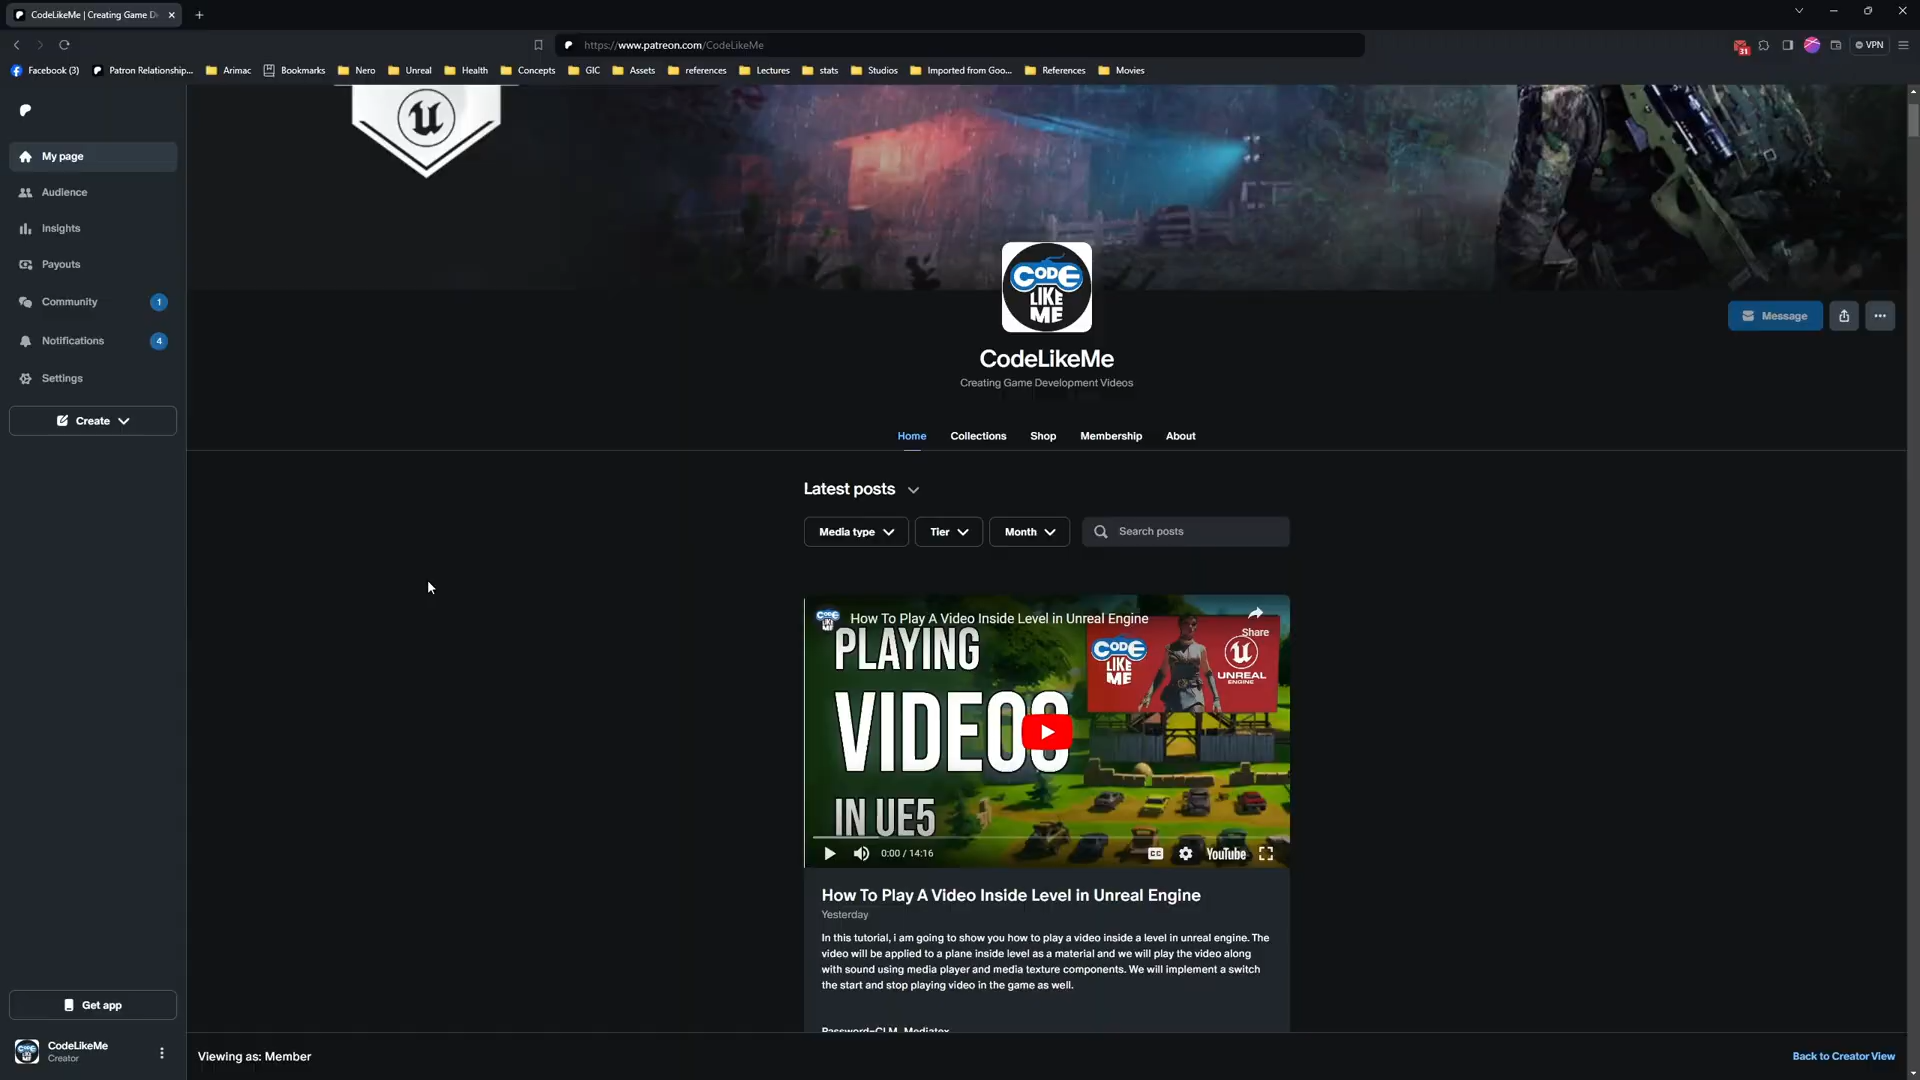 CodeLikeMe | Creating Game D
https://www.patreon.com/CodeLikeMe
31
VPN
Facebook (3)
Patron Relationship...
Arimac
Bookmarks
Nero
Unreal
Health
Concepts
GIC
Assets
references
Lectures
stats
Studios
Imported from Goo...
References
Movies
My page
Audience
Insights
Payouts
Community
1
Notifications
4
Settings
Create
CODE
LIKE
ME
Message
CodeLikeMe
Creating Game Development Videos
Home
Collections
Shop
Membership
About
Latest posts
Media type
Tier
Month
Search posts
How To Play A Video Inside Level in Unreal Engine
Share
PLAYING
VIDEOS
IN UE5
CODE
LIKE
ME
UNREAL
ENGINE
0:00 / 14:16
CC
YouTube
How To Play A Video Inside Level in Unreal Engine
Yesterday
In this tutorial, i am going to show you how to play a video inside a level in unreal engine. The
video will be applied to a plane inside level as a material and we will play the video along
with sound using media player and media texture components. We will implement a switch
the start and stop playing video in the game as well.
Password=CLM_Mediatex
Get app
CodeLikeMe
Creator
Viewing as: Member
Back to Creator View